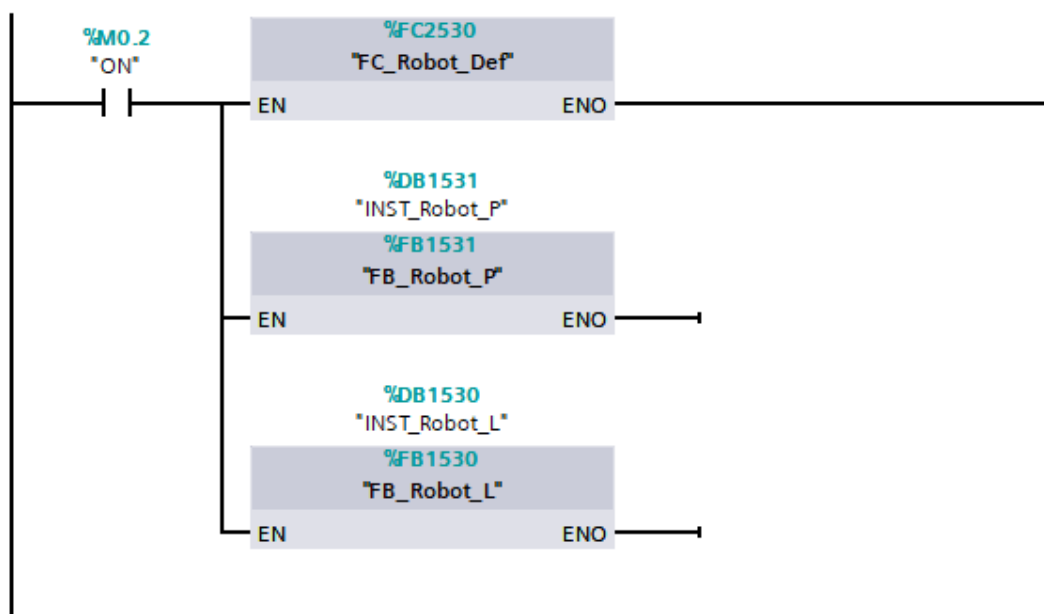 %M0.2
"ON"
%FC2530
"FC_Robot_Def"
EN ENO
%DB1531
"INST_Robot_P"
%FB1531
"FB_Robot_P"
EN ENO
%DB1530
"INST_Robot_L"
%FB1530
"FB_Robot_L"
EN ENO